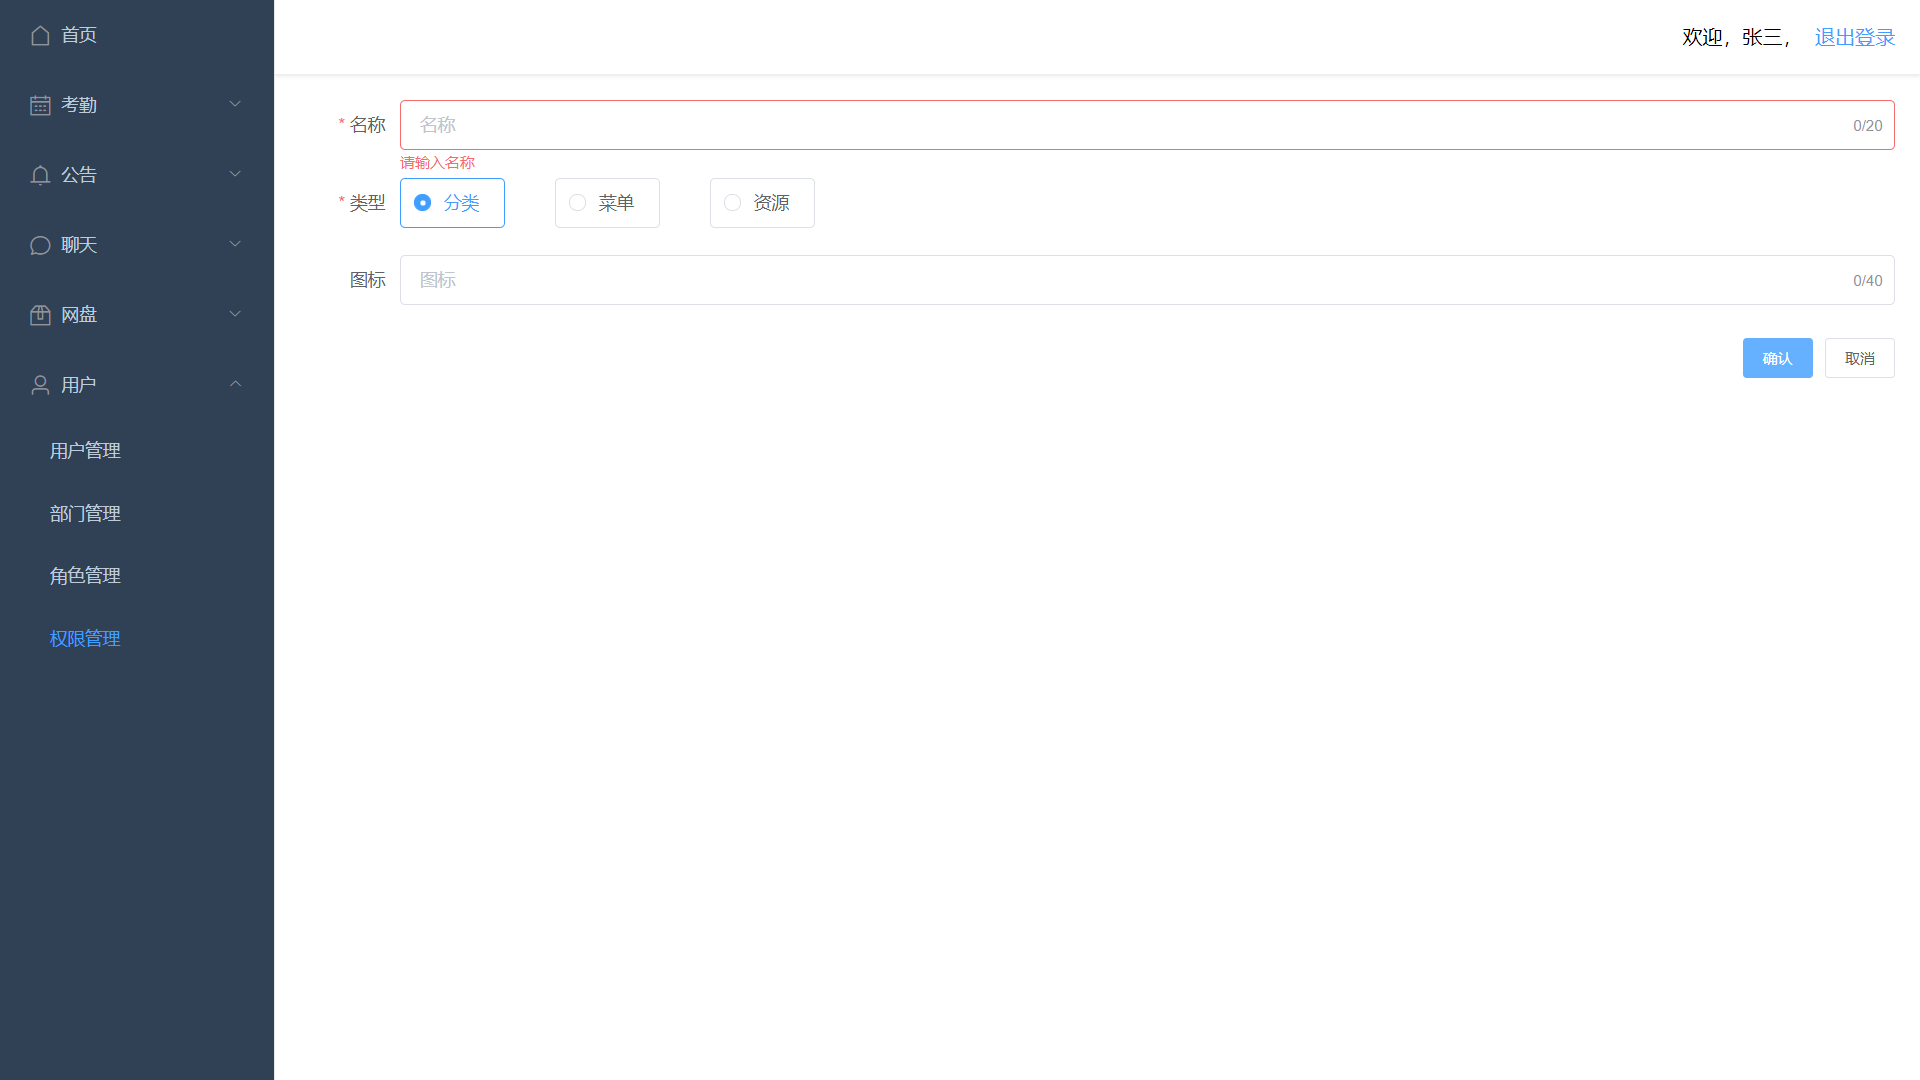 首页
考勤
公告
聊天
网盘
用户
用户管理
部门管理
角色管理
权限管理
欢迎，张三，
退出登录
* 名称
名称
0/20
请输入名称
* 类型
分类
菜单
资源
图标
图标
0/40
确认
取消